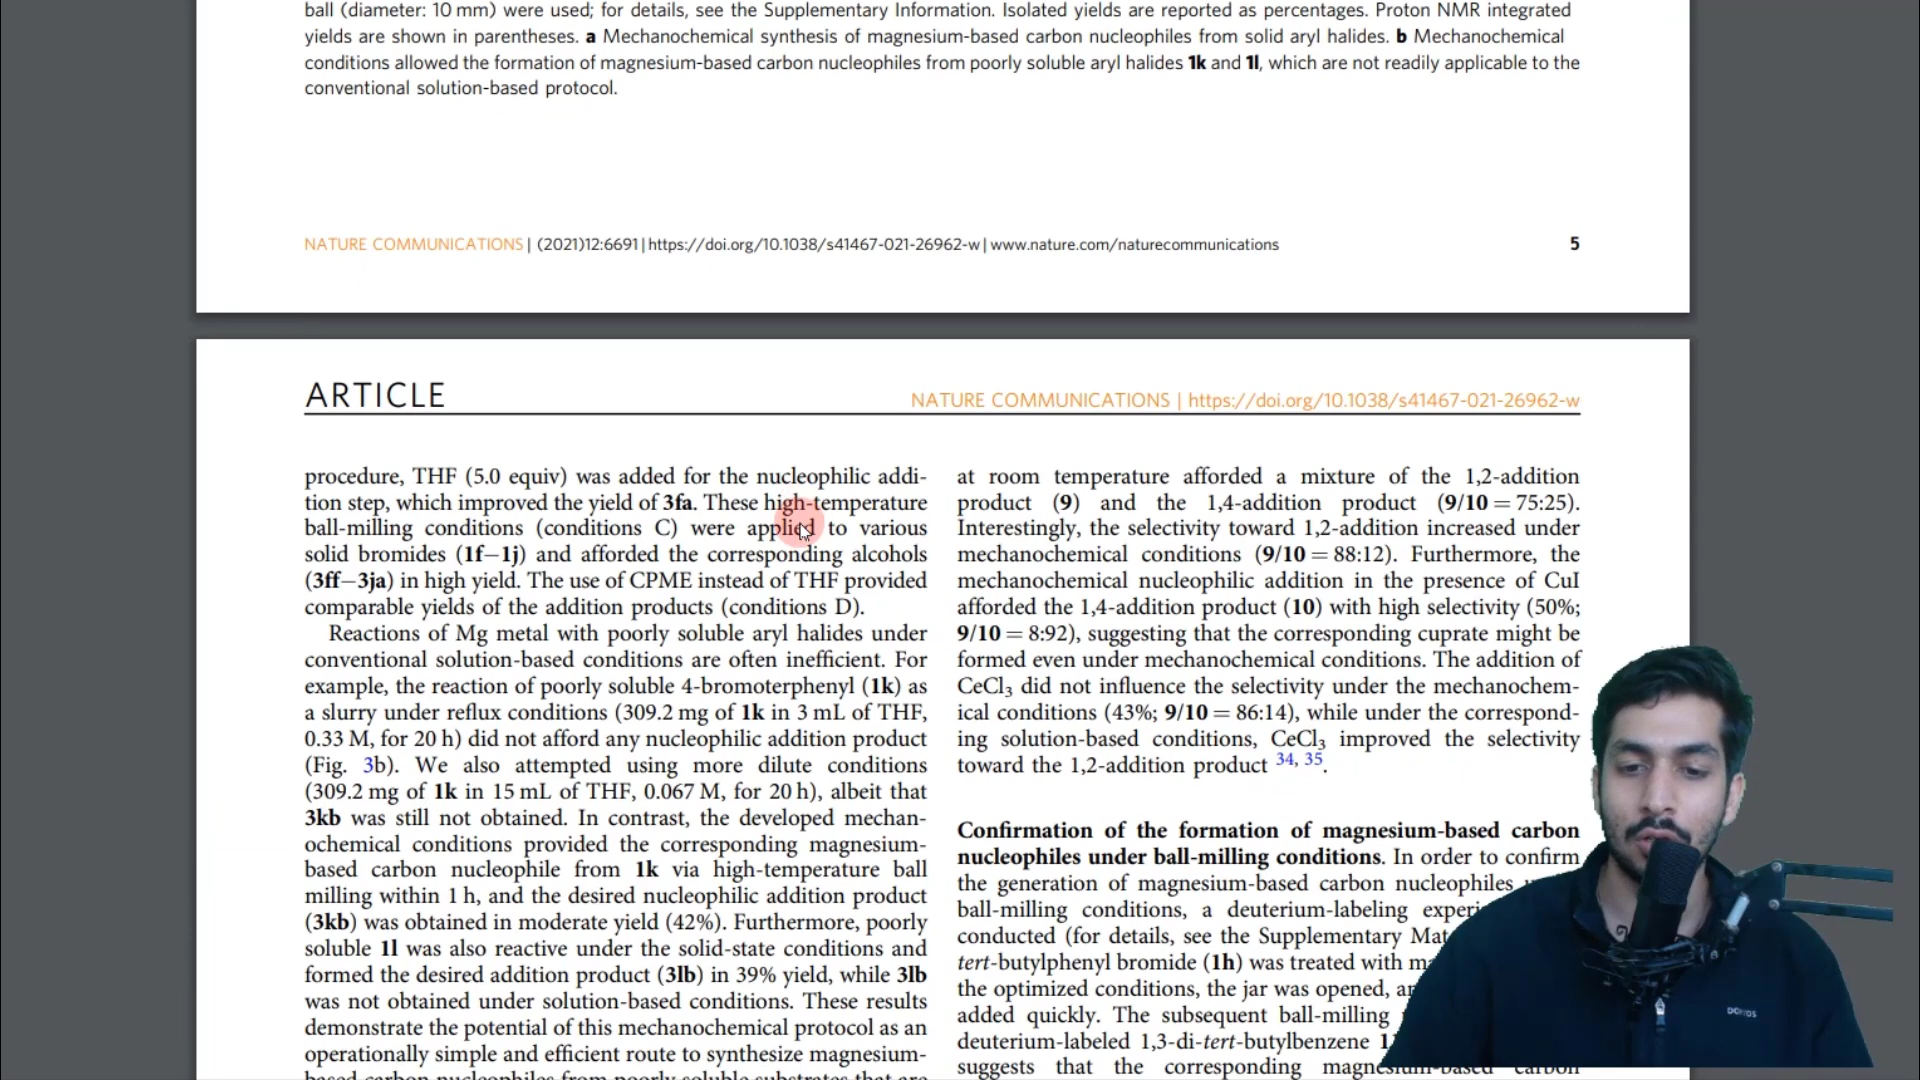 ball (diameter: 10 mm) were used; for details, see the Supplementary Information. Isolated yields are reported as percentages. Proton NMR integrated
yields are shown in parentheses. a Mechanochemical synthesis of magnesium-based carbon nucleophiles from solid aryl halides. b Mechanochemical
conditions allowed the formation of magnesium-based carbon nucleophiles from poorly soluble aryl halides 1k and 1l, which are not readily applicable to the
conventional solution-based protocol.
NATURE COMMUNICATIONS | (2021)12:6691 | https://doi.org/10.1038/s41467-021-26962-w | www.nature.com/naturecommunications 5
ARTICLE NATURE COMMUNICATIONS | https://doi.org/10.1038/s41467-021-26962-w
procedure, THF (5.0 equiv) was added for the nucleophilic addi-
tion step, which improved the yield of 3fa. These high-temperature
ball-milling conditions (conditions C) were applied to various
solid bromides (1f–1j) and afforded the corresponding alcohols
(3ff–3ja) in high yield. The use of CPME instead of THF provided
comparable yields of the addition products (conditions D).
Reactions of Mg metal with poorly soluble aryl halides under
conventional solution-based conditions are often inefficient. For
example, the reaction of poorly soluble 4-bromoterphenyl (1k) as
a slurry under reflux conditions (309.2 mg of 1k in 3 mL of THF,
0.33 M, for 20 h) did not afford any nucleophilic addition product
(Fig. 3b). We also attempted using more dilute conditions
(309.2 mg of 1k in 15 mL of THF, 0.067 M, for 20 h), albeit that
3kb was still not obtained. In contrast, the developed mechan-
ochemical conditions provided the corresponding magnesium-
based carbon nucleophile from 1k via high-temperature ball
milling within 1 h, and the desired nucleophilic addition product
(3kb) was obtained in moderate yield (42%). Furthermore, poorly
soluble 1l was also reactive under the solid-state conditions and
formed the desired addition product (3lb) in 39% yield, while 3lb
was not obtained under solution-based conditions. These results
demonstrate the potential of this mechanochemical protocol as an
operationally simple and efficient route to synthesize magnesium-
based carbon nucleophiles from poorly soluble substrates that are
at room temperature afforded a mixture of the 1,2-addition
product (9) and the 1,4-addition product (9/10 = 75:25).
Interestingly, the selectivity toward 1,2-addition increased under
mechanochemical conditions (9/10 = 88:12). Furthermore, the
mechanochemical nucleophilic addition in the presence of CuI
afforded the 1,4-addition product (10) with high selectivity (50%;
9/10 = 8:92), suggesting that the corresponding cuprate might be
formed even under mechanochemical conditions. The addition of
CeCl3 did not influence the selectivity under the mechanochem-
ical conditions (43%; 9/10 = 86:14), while under the correspond-
ing solution-based conditions, CeCl3 improved the selectivity
toward the 1,2-addition product 34, 35.
Confirmation of the formation of magnesium-based carbon
nucleophiles under ball-milling conditions. In order to confirm
the generation of magnesium-based carbon nucleophiles
ball-milling conditions, a deuterium-labeling experi
conducted (for details, see the Supplementary Mat
tert-butylphenyl bromide (1h) was treated with m
the optimized conditions, the jar was opened, a
added quickly. The subsequent ball-milling
deuterium-labeled 1,3-di-tert-butylbenzene 1
suggests that the corresponding magnesium-based carbon